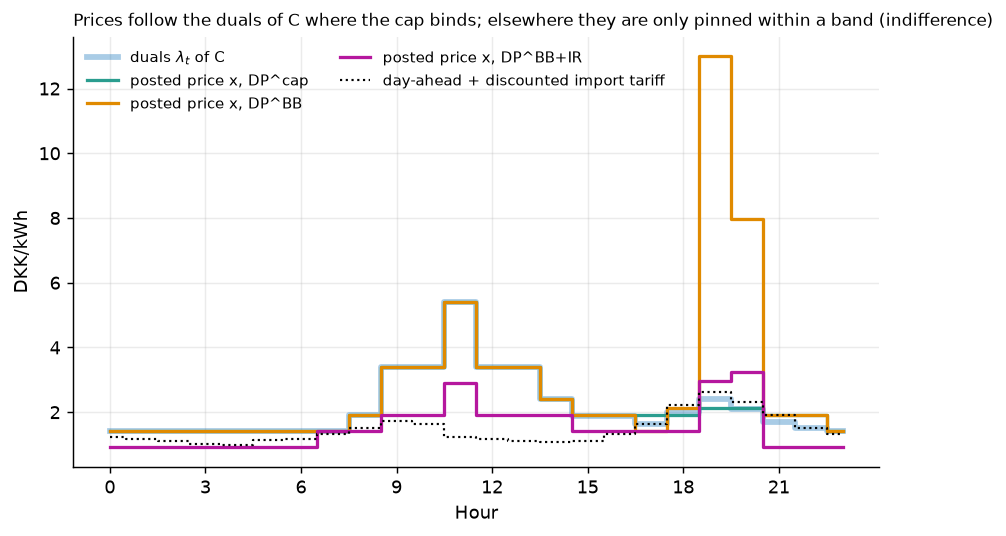 Prices follow the duals of C where the cap binds; elsewhere they are only pinned within a band (indifference)
duals λ_t of C
posted price x, DP^cap
posted price x, DP^BB
posted price x, DP^BB+IR
day-ahead + discounted import tariff
DKK/kWh
12
10
8
6
4
2
0 3 6 9 12 15 18 21
Hour